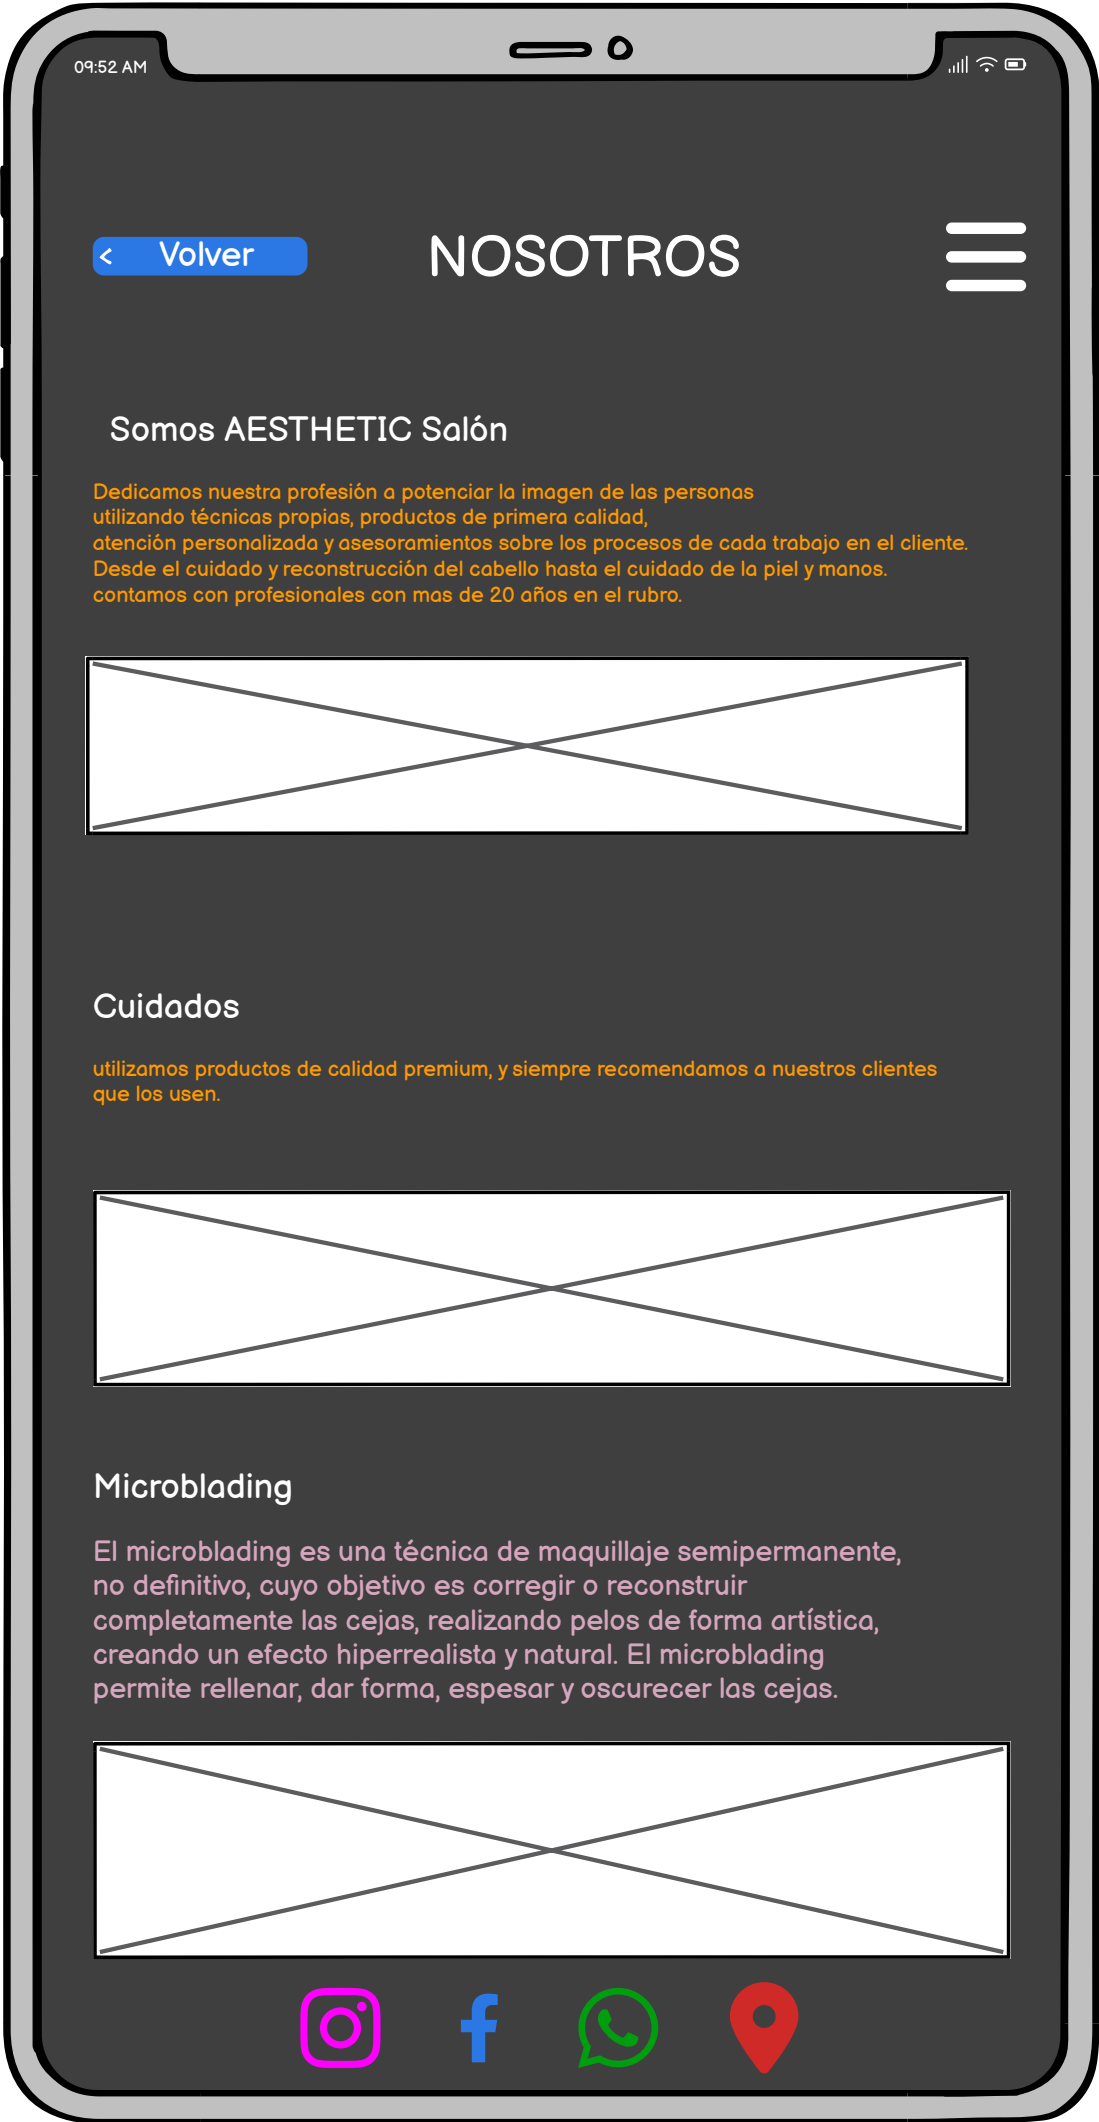 09:52 AM
< Volver
NOSOTROS
Somos AESTHETIC Salón
Dedicamos nuestra profesión a potenciar la imagen de las personas
utilizando técnicas propias, productos de primera calidad,
atención personalizada y asesoramientos sobre los procesos de cada trabajo en el cliente.
Desde el cuidado y reconstrucción del cabello hasta el cuidado de la piel y manos.
contamos con profesionales con mas de 20 años en el rubro.
Cuidados
utilizamos productos de calidad premium, y siempre recomendamos a nuestros clientes
que los usen.
Microblading
El microblading es una técnica de maquillaje semipermanente,
no definitivo, cuyo objetivo es corregir o reconstruir
completamente las cejas, realizando pelos de forma artística,
creando un efecto hiperrealista y natural. El microblading
permite rellenar, dar forma, espesar y oscurecer las cejas.